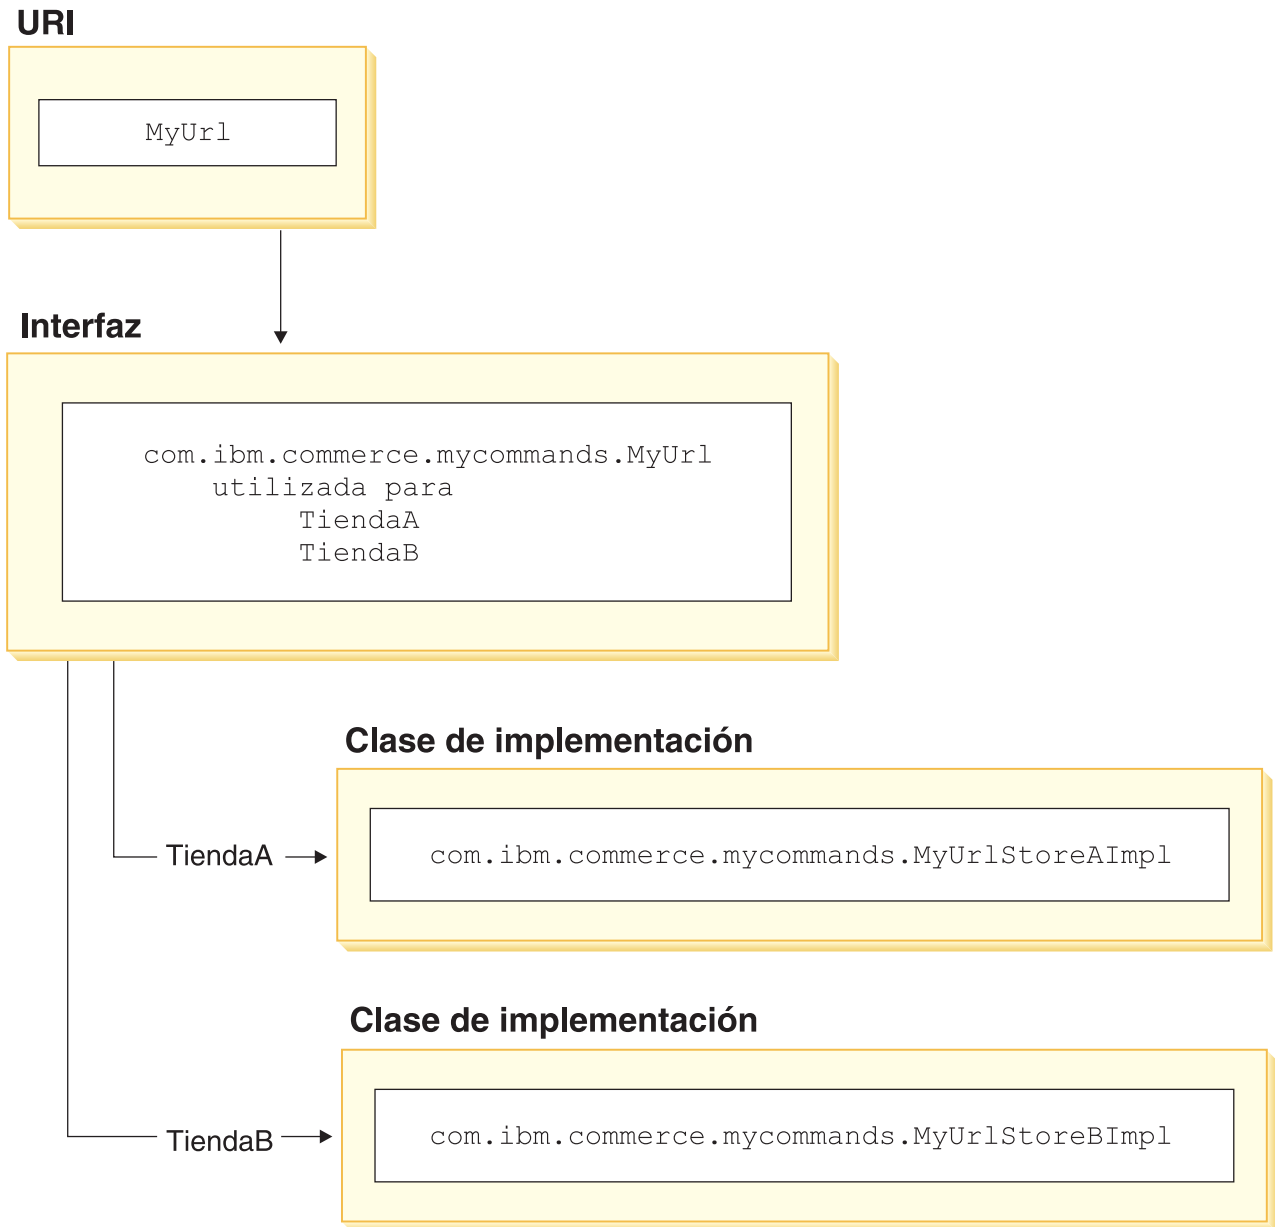 URI
MyUrl
Interfaz
com.ibm.commerce.mycommands.MyUrl
utilizada para
TiendaA
TiendaB
Clase de implementación
TiendaA
com.ibm.commerce.mycommands.MyUrlStoreAImpl
Clase de implementación
TiendaB
com.ibm.commerce.mycommands.MyUrlStoreBImpl